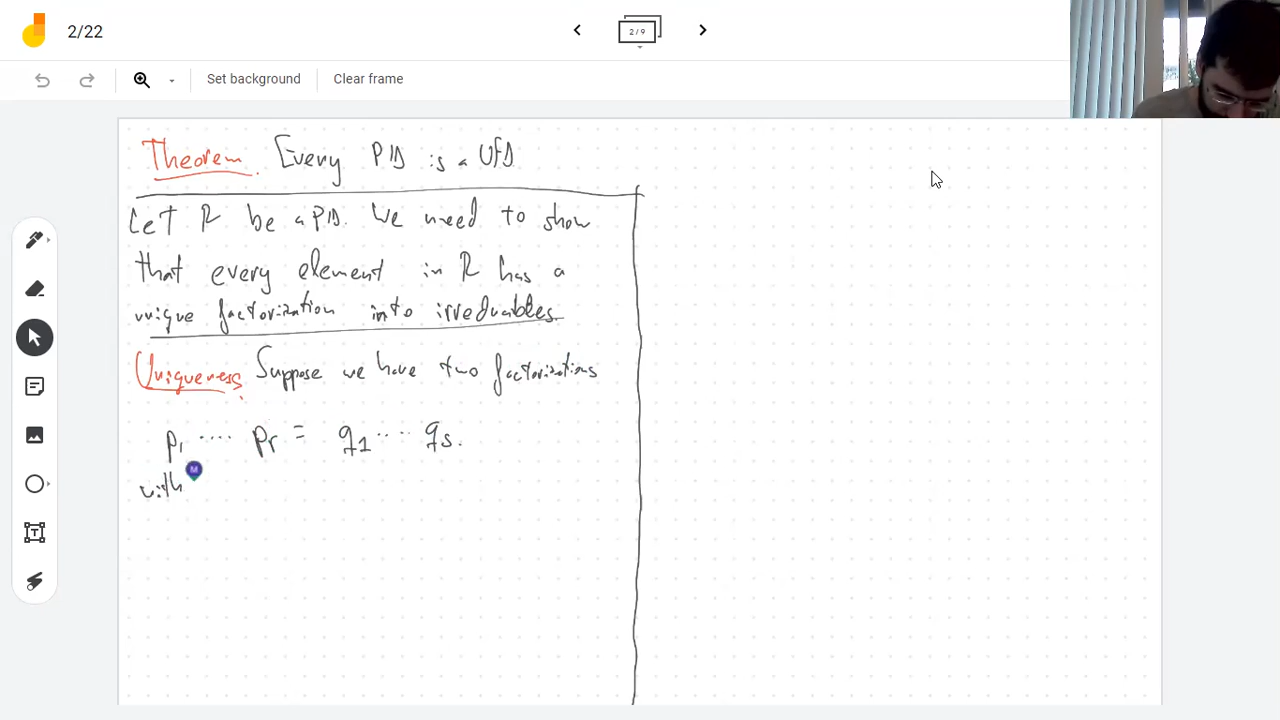 2/22
2 / 9
Set background
Clear frame
Theorem. Every PID is a UFD
Let R be a PID. We need to show
that every element in R has a
unique factorization into irreducibles.
Uniqueness. Suppose we have two factorizations
p1 .... pr = q1 .... qs.
with
M